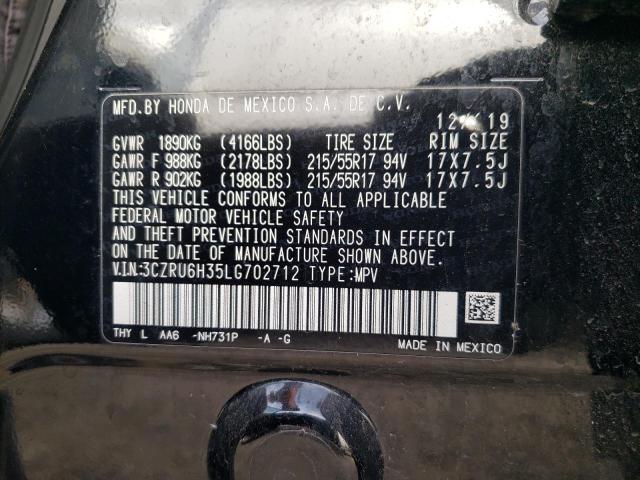 MFD.BY HONDA DE MEXICO S.A. DE C.V. 12/19
GVWR 1890KG (4166LBS) TIRE SIZE RIM SIZE
GAWR F 988KG (2178LBS) 215/55R17 94V 17X7.5J
GAWR R 902KG (1988LBS) 215/55R17 94V 17X7.5J
THIS VEHICLE CONFORMS TO ALL APPLICABLE
FEDERAL MOTOR VEHICLE SAFETY
AND THEFT PREVENTION STANDARDS IN EFFECT
ON THE DATE OF MANUFACTURE SHOWN ABOVE.
V.I.N:3CZRU6H35LG702712 TYPE:MPV
THY L AA6 -NH731P -A -G MADE IN MEXICO